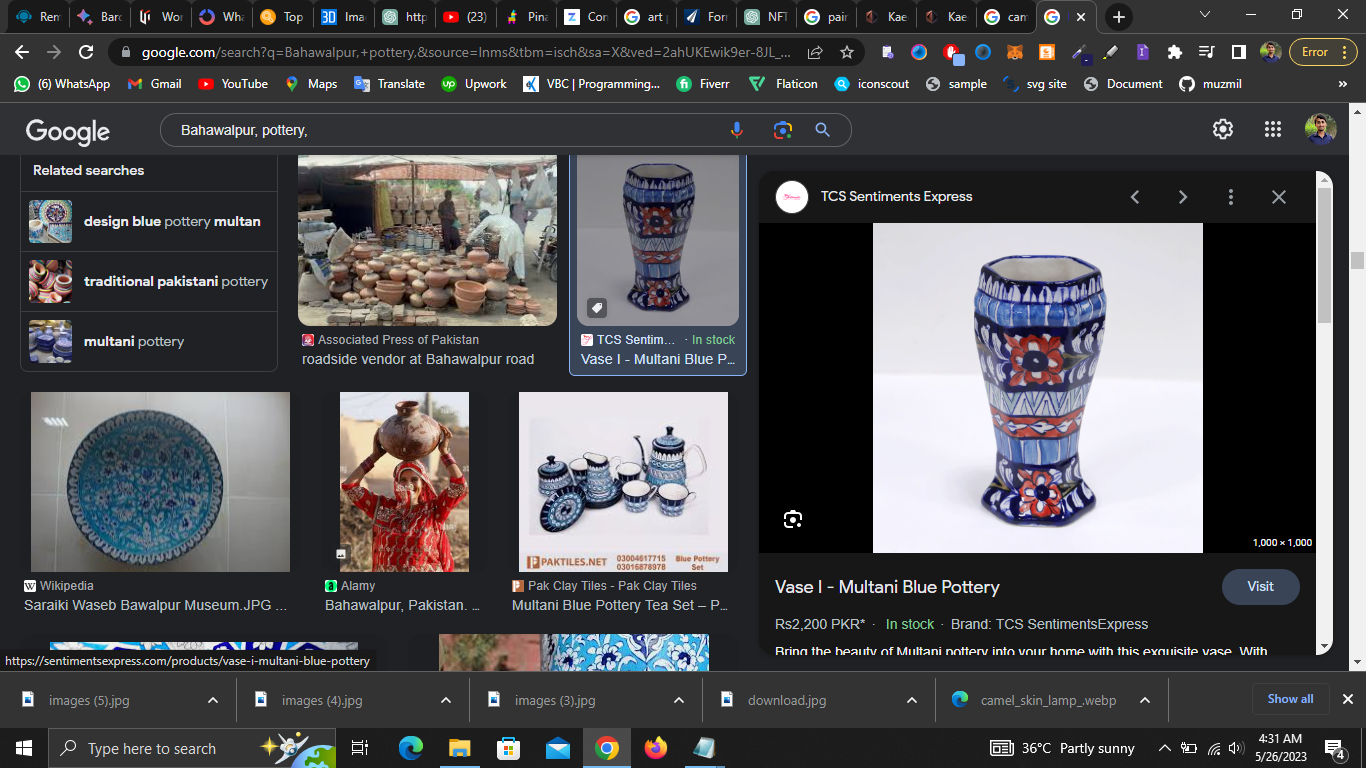 Rem
Barc
Wor
Wha
Top
Ima
http
(23)
Pina
Con
art p
Forr
NFT
pain
Kae
Kae
cam
google.com/search?q=Bahawalpur,+pottery,&source=lnms&tbm=isch&sa=X&ved=2ahUKEwik9er-8JL_...
Error
(6) WhatsApp
Gmail
YouTube
Maps
Translate
Upwork
VBC | Programming...
Fiverr
Flaticon
iconscout
sample
svg site
Document
muzmil
»
Google
Bahawalpur, pottery,
Related searches
design blue pottery multan
traditional pakistani pottery
multani pottery
Associated Press of Pakistan
roadside vendor at Bahawalpur road
TCS Sentim... · In stock
Vase I - Multani Blue P...
Wikipedia
Saraiki Waseb Bawalpur Museum.JPG ...
alamy
Alamy
Bahawalpur, Pakistan. ...
PAKTILES.NET
03004617715
03016878978
Blue Pottery
Set
Pak Clay Tiles - Pak Clay Tiles
Multani Blue Pottery Tea Set – P...
TCS Sentiments Express
1,000 × 1,000
Vase I - Multani Blue Pottery
Visit
Rs2,200 PKR* · In stock · Brand: TCS SentimentsExpress
Bring the beauty of Multani pottery into your home with this exquisite vase. With
https://sentimentsexpress.com/products/vase-i-multani-blue-pottery
images (5).jpg
images (4).jpg
images (3).jpg
download.jpg
camel_skin_lamp_.webp
Show all
Type here to search
36°C Partly sunny
4:31 AM
5/26/2023
4